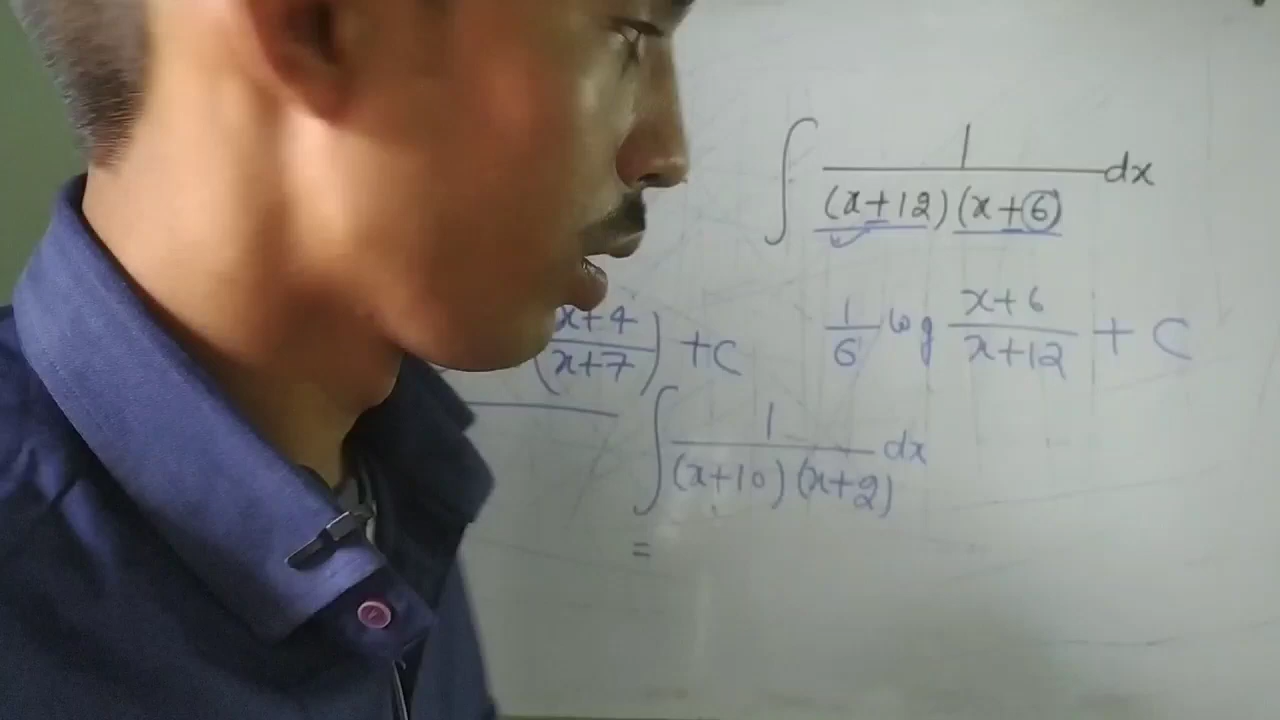 ∫ 1/((x+12)(x+6)) dx
(x+4/x+7) +c
1/6 log x+6/x+12 + C
∫ 1/((x+10)(x+2)) dx
=